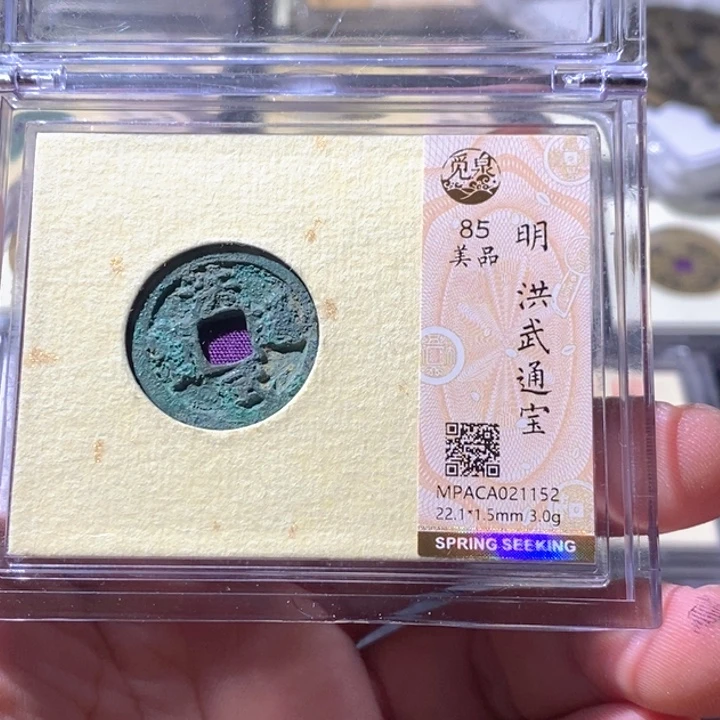 觅泉
85
美品
明 洪武通宝
MPACA021152
22.1*1.5mm 3.0g
SPRING SEEKING